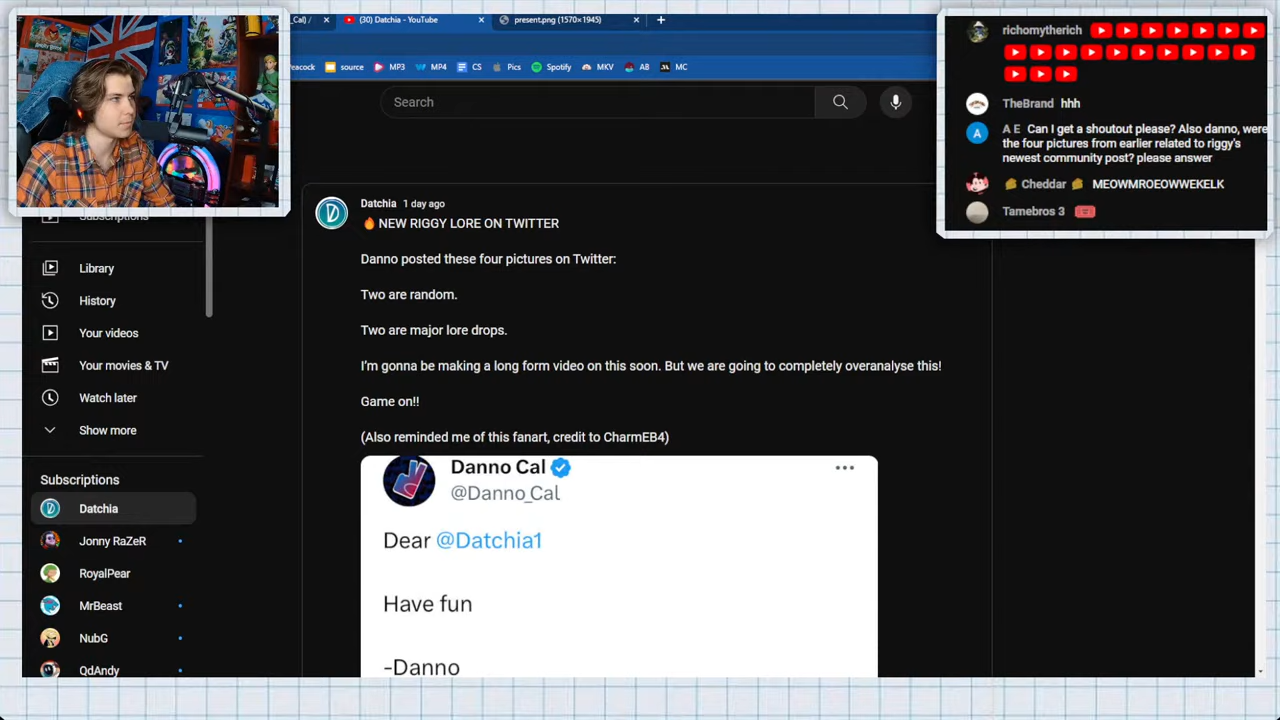 _Cal) /
(30) Datchia - YouTube
present.png (1570×1945)
Peacock
source
MP3
MP4
CS
Pics
Spotify
MKV
AB
MC
Search
richomytherich
TheBrand hhh
A E Can I get a shoutout please? Also danno, were
the four pictures from earlier related to riggy's
newest community post? please answer
Cheddar MEOWMROEOWWEKELK
Tamebros 3
Subscriptions
Library
History
Your videos
Your movies & TV
Watch later
Show more
Subscriptions
Datchia
Jonny RaZeR
RoyalPear
MrBeast
NubG
QdAndy
Datchia 1 day ago
🔥NEW RIGGY LORE ON TWITTER
Danno posted these four pictures on Twitter:
Two are random.
Two are major lore drops.
I'm gonna be making a long form video on this soon. But we are going to completely overanalyse this!
Game on!!
(Also reminded me of this fanart, credit to CharmEB4)
Danno Cal
@Danno_Cal
Dear @Datchia1
Have fun
-Danno